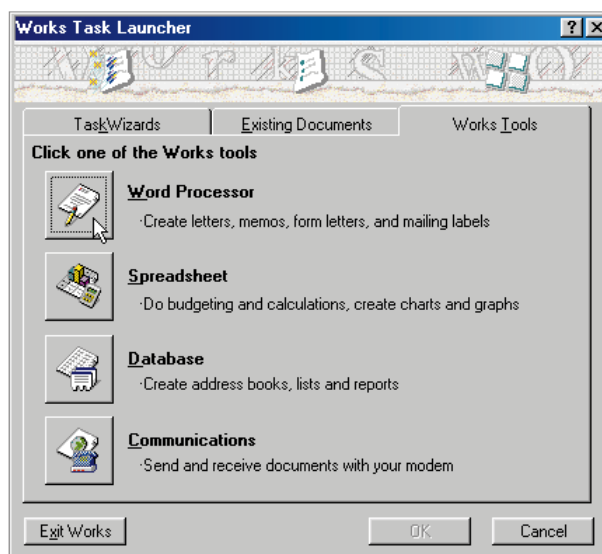 Works Task Launcher
TaskWizards
Existing Documents
Works Tools
Click one of the Works tools
Word Processor
·Create letters, memos, form letters, and mailing labels
Spreadsheet
·Do budgeting and calculations, create charts and graphs
Database
·Create address books, lists and reports
Communications
·Send and receive documents with your modem
Exit Works
OK
Cancel